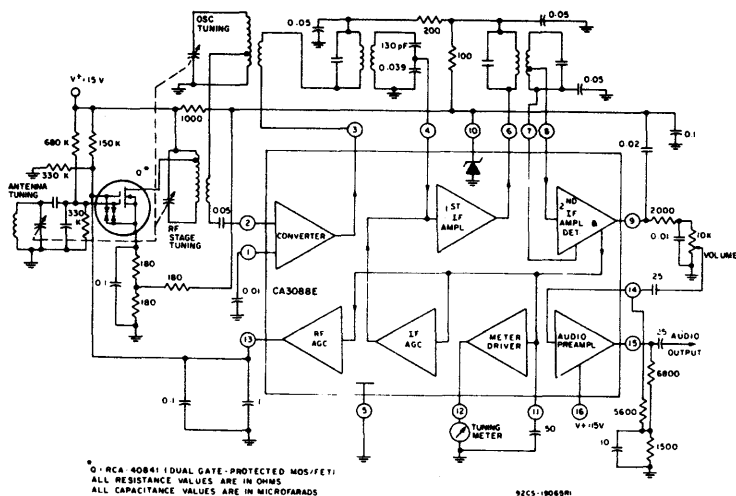 OSC
TUNING
0.05
200
0.05
130 pF
0.039
100
0.05
V+=15V
1000
680 K
150 K
330 K
ANTENNA
TUNING
Q*
330
K
RF
STAGE
TUNING
3
4
10
6
7
8
0.02
0.1
0.05
2
CONVERTER
1ST
IF
AMPL
2ND
IF
AMPL
&
DET
9
2000
0.01
10K
VOLUME
1
0.01
CA3088E
180
0.1
180
180
14
25
13
RF
AGC
IF
AGC
METER
DRIVER
AUDIO
PREAMPL
15
25
AUDIO
OUTPUT
6800
0.1
1
5
12
11
50
16
V+=15V
5600
TUNING
METER
10
1500
* Q = RCA 40841 (DUAL GATE-PROTECTED MOS/FET)
ALL RESISTANCE VALUES ARE IN OHMS
ALL CAPACITANCE VALUES ARE IN MICROFARADS
92CS-19065R1